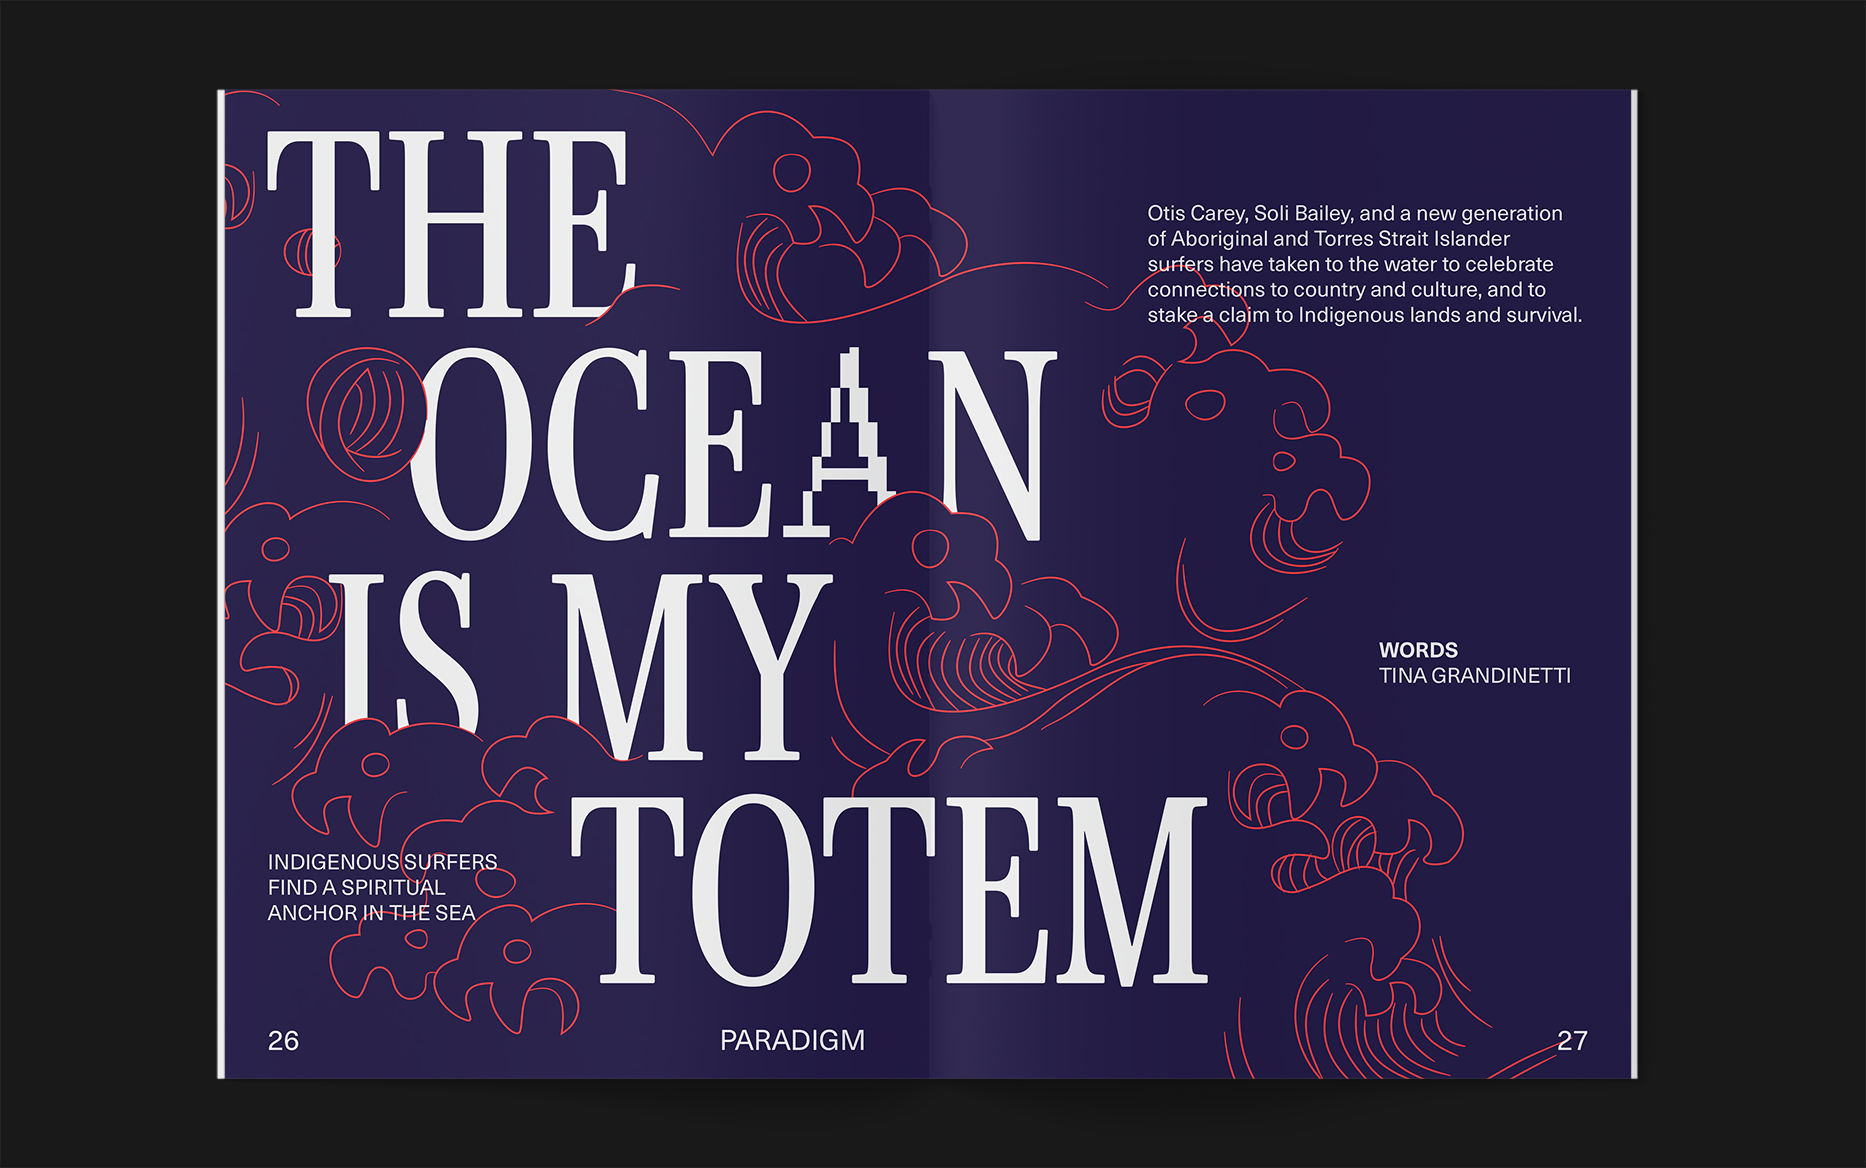 THE
OCEAN
IS MY
TOTEM
Otis Carey, Soli Bailey, and a new generation
of Aboriginal and Torres Strait Islander
surfers have taken to the water to celebrate
connections to country and culture, and to
stake a claim to Indigenous lands and survival.
WORDS
TINA GRANDINETTI
INDIGENOUS SURFERS
FIND A SPIRITUAL
ANCHOR IN THE SEA
26
PARADIGM
27